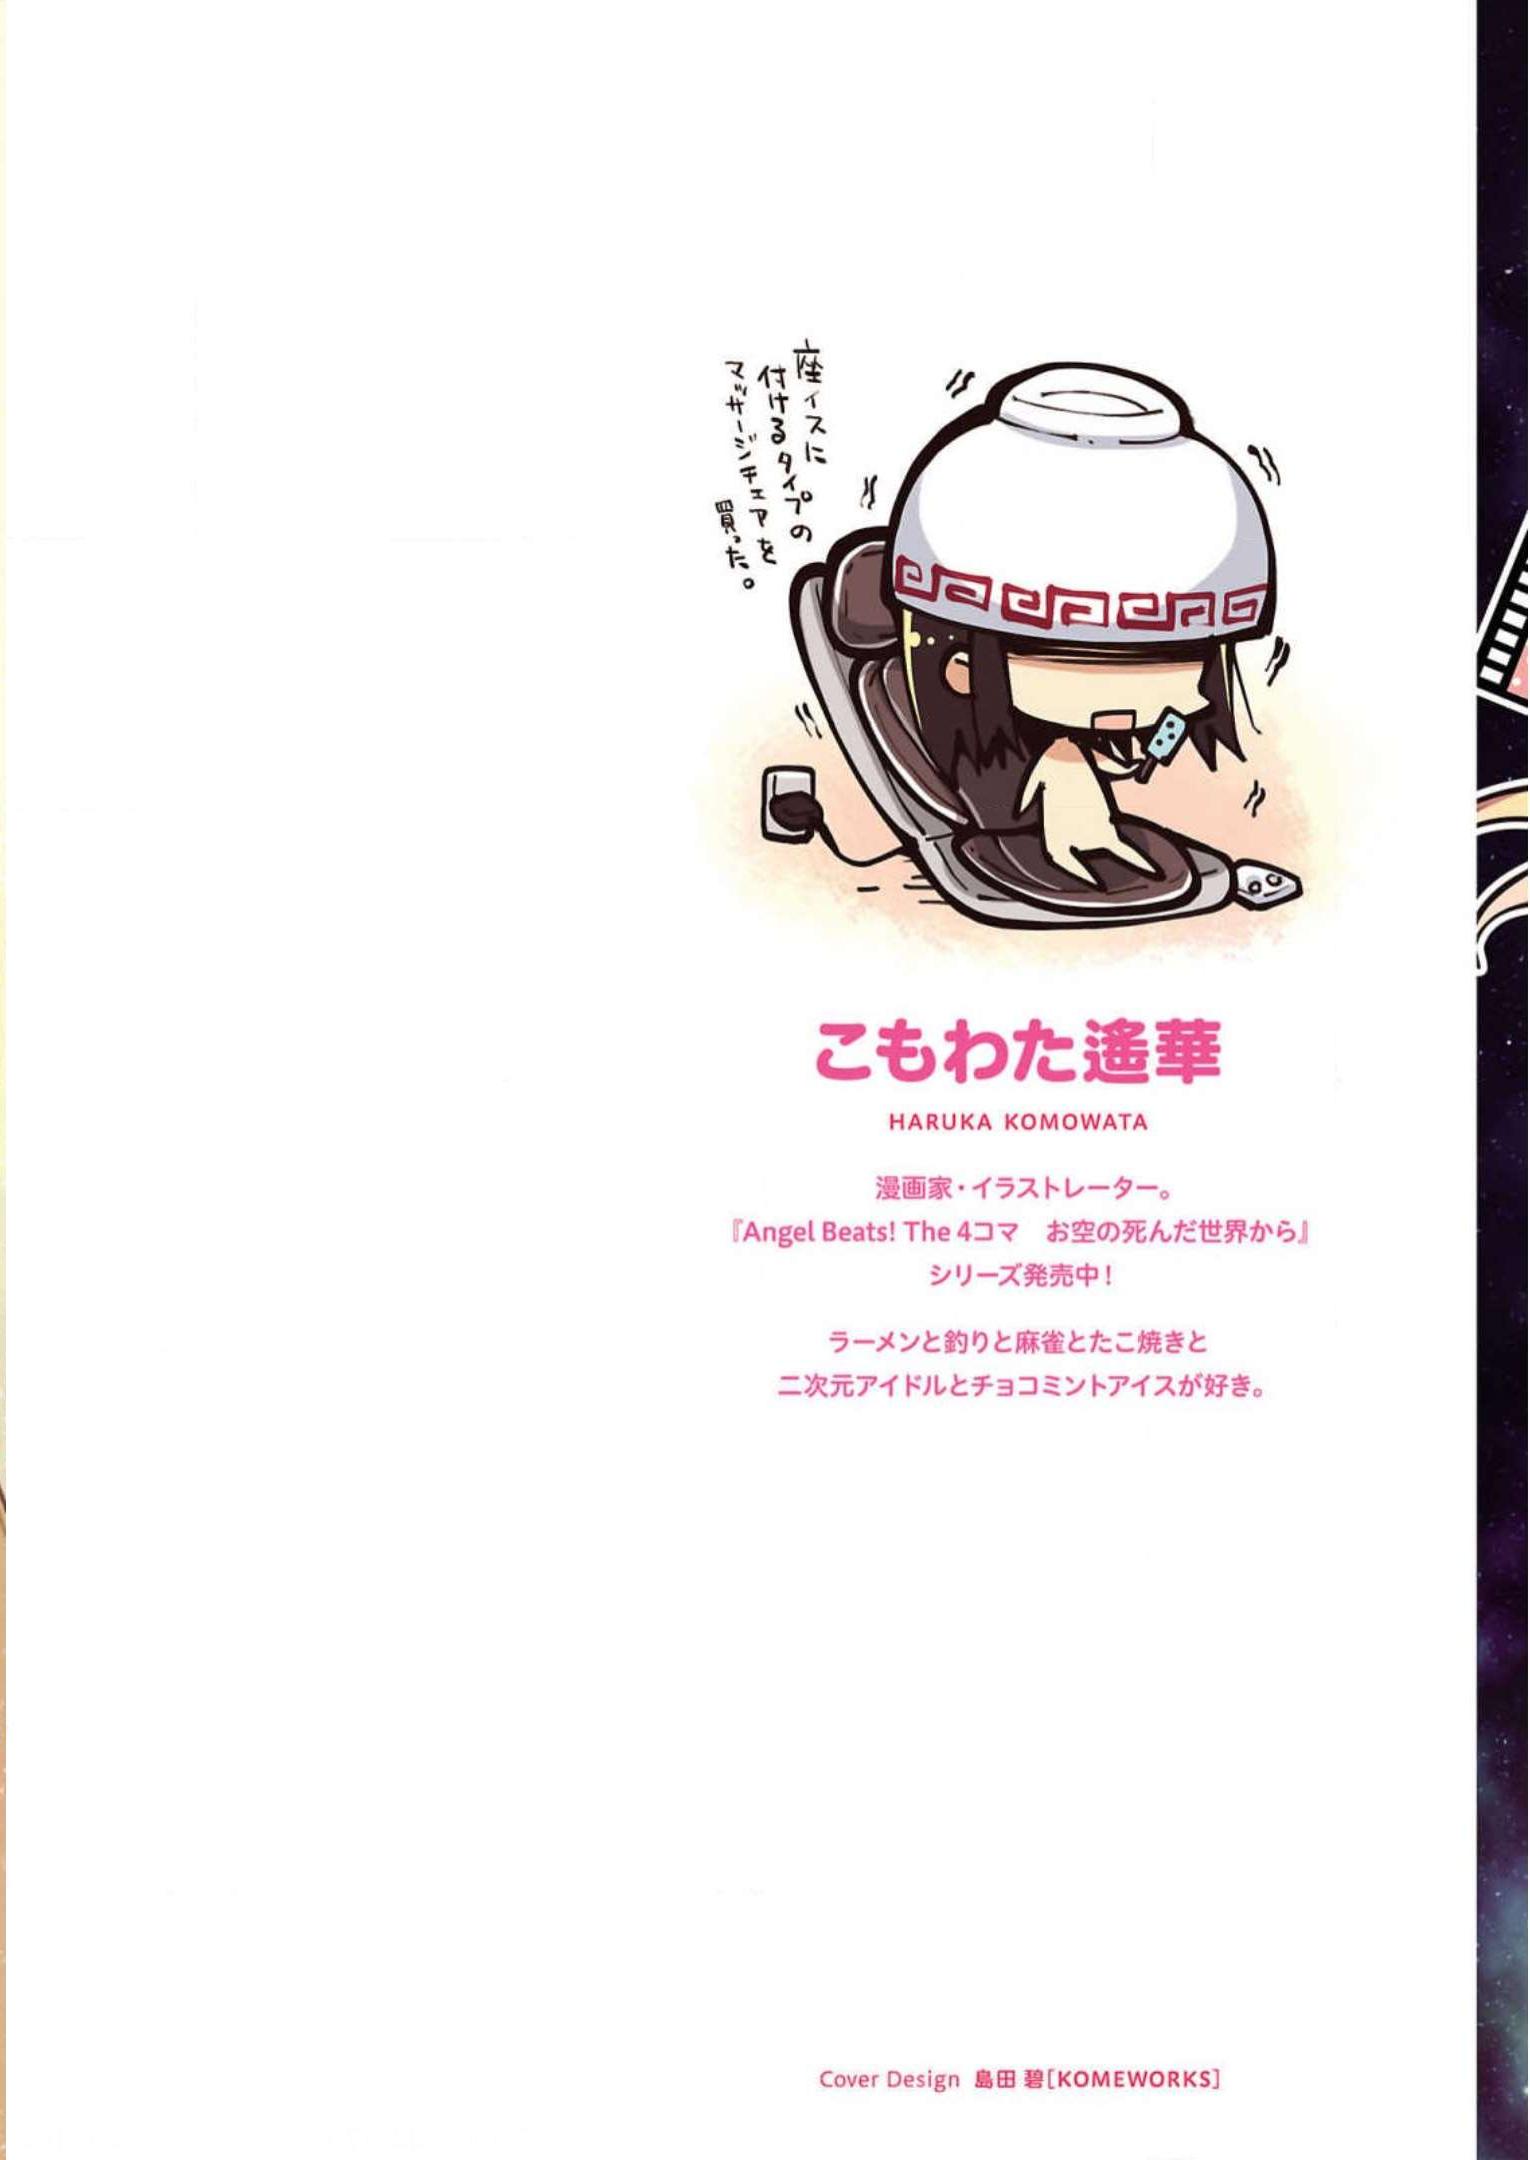 座イスに
付けるタイプの
マッサージチェアを
買った。
こもわた遙華
HARUKA KOMOWATA
漫画家・イラストレーター。
『Angel Beats! The 4コマ　お空の死んだ世界から』
シリーズ発売中！
ラーメンと釣りと麻雀とたこ焼きと
二次元アイドルとチョコミントアイスが好き。
Cover Design 島田 碧[KOMEWORKS]